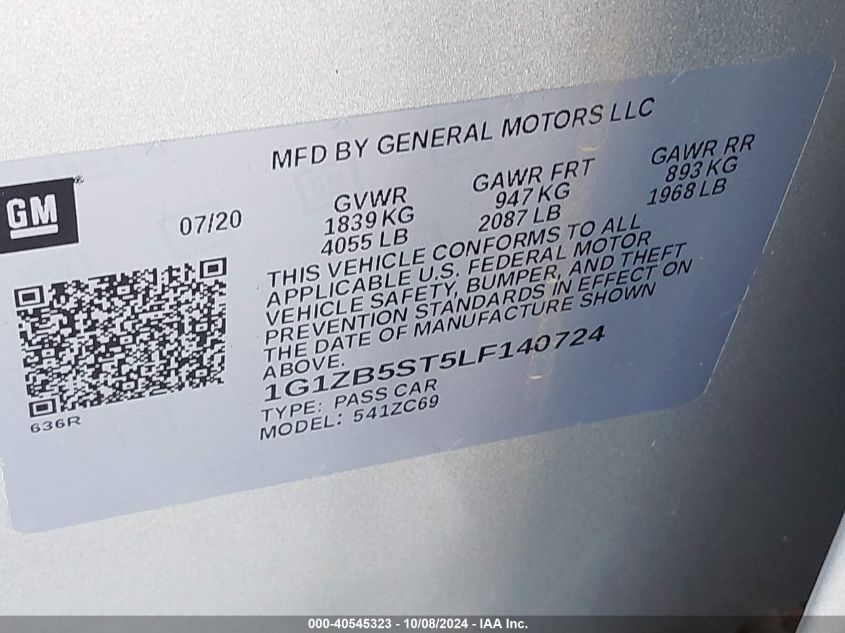 MFD BY GENERAL MOTORS LLC
GM®
07/20
GVWR
1839 KG
4055 LB
GAWR FRT
947 KG
2087 LB
GAWR RR
893 KG
1968 LB
THIS VEHICLE CONFORMS TO ALL
APPLICABLE U.S. FEDERAL MOTOR
VEHICLE SAFETY, BUMPER, AND THEFT
PREVENTION STANDARDS IN EFFECT ON
THE DATE OF MANUFACTURE SHOWN
ABOVE.
1G1ZB5ST5LF140724
TYPE: PASS CAR
MODEL: 541ZC69
636R
000-40545323 - 10/08/2024 - IAA Inc.